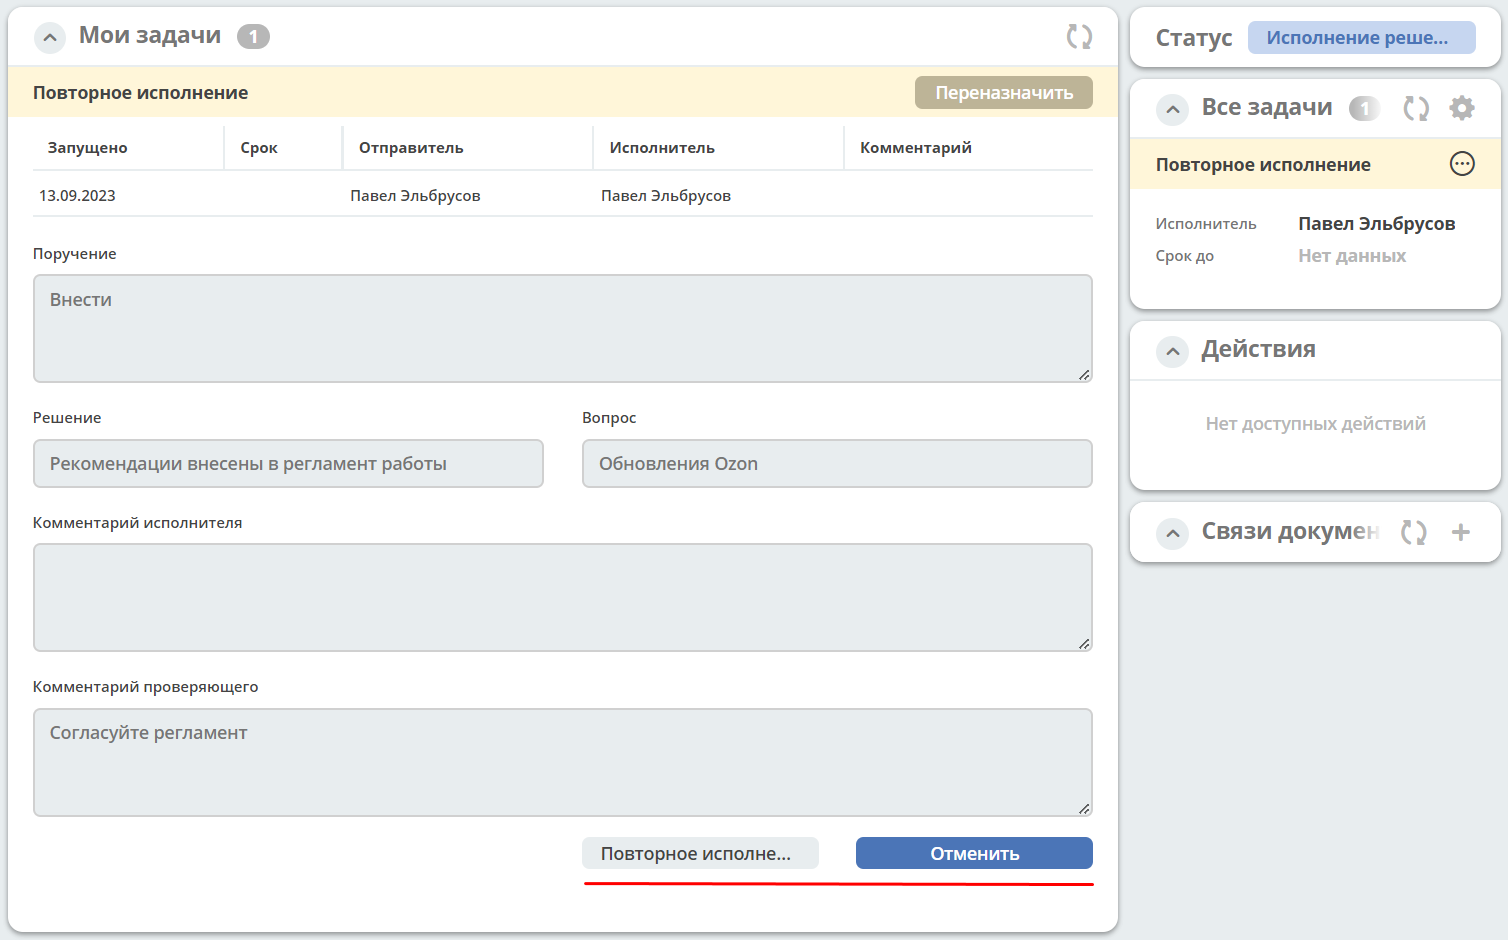 Мои задачи 1
Повторное исполнение
Переназначить
Запущено Срок Отправитель Исполнитель Комментарий
13.09.2023 Павел Эльбрусов Павел Эльбрусов
Поручение
Внести
Решение Вопрос
Рекомендации внесены в регламент работы Обновления Ozon
Комментарий исполнителя
Комментарий проверяющего
Согласуйте регламент
Повторное исполне... Отменить
Статус Исполнение реше...
Все задачи 1
Повторное исполнение
Исполнитель Павел Эльбрусов
Срок до Нет данных
Действия
Нет доступных действий
Связи докумен